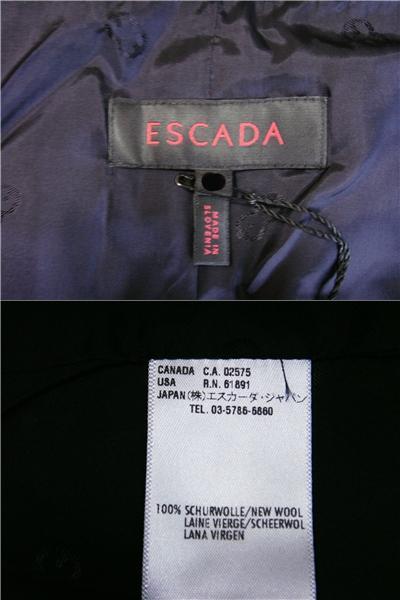 ESCADA
MADE IN
SLOVENIA
CANADA C.A. 02575
USA R.N. 61891
JAPAN(株)エスカーダ・ジャパン
TEL. 03-5786-6860
100% SCHURWOLLE/NEW WOOL
LAINE VIERGE/SCHEERWOL
LANA VIRGEN